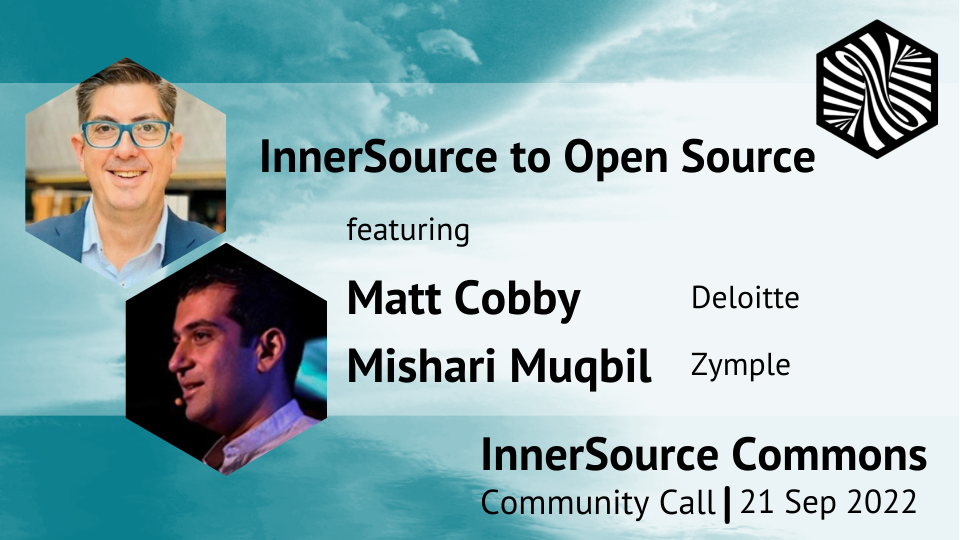 InnerSource to Open Source
featuring
Matt Cobby Deloitte
Mishari Muqbil Zymple
InnerSource Commons
Community Call | 21 Sep 2022